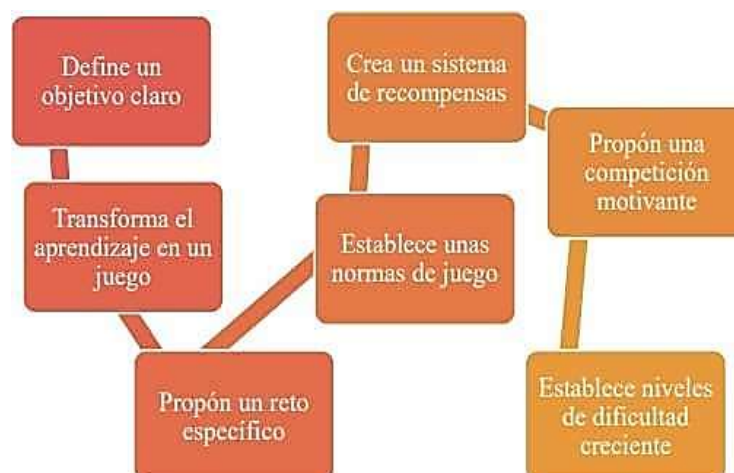 Define un
objetivo claro
Transforma el
aprendizaje en un
juego
Propón un reto
específico
Establece unas
normas de juego
Crea un sistema
de recompensas
Propón una
competición
motivante
Establece niveles
de dificultad
creciente